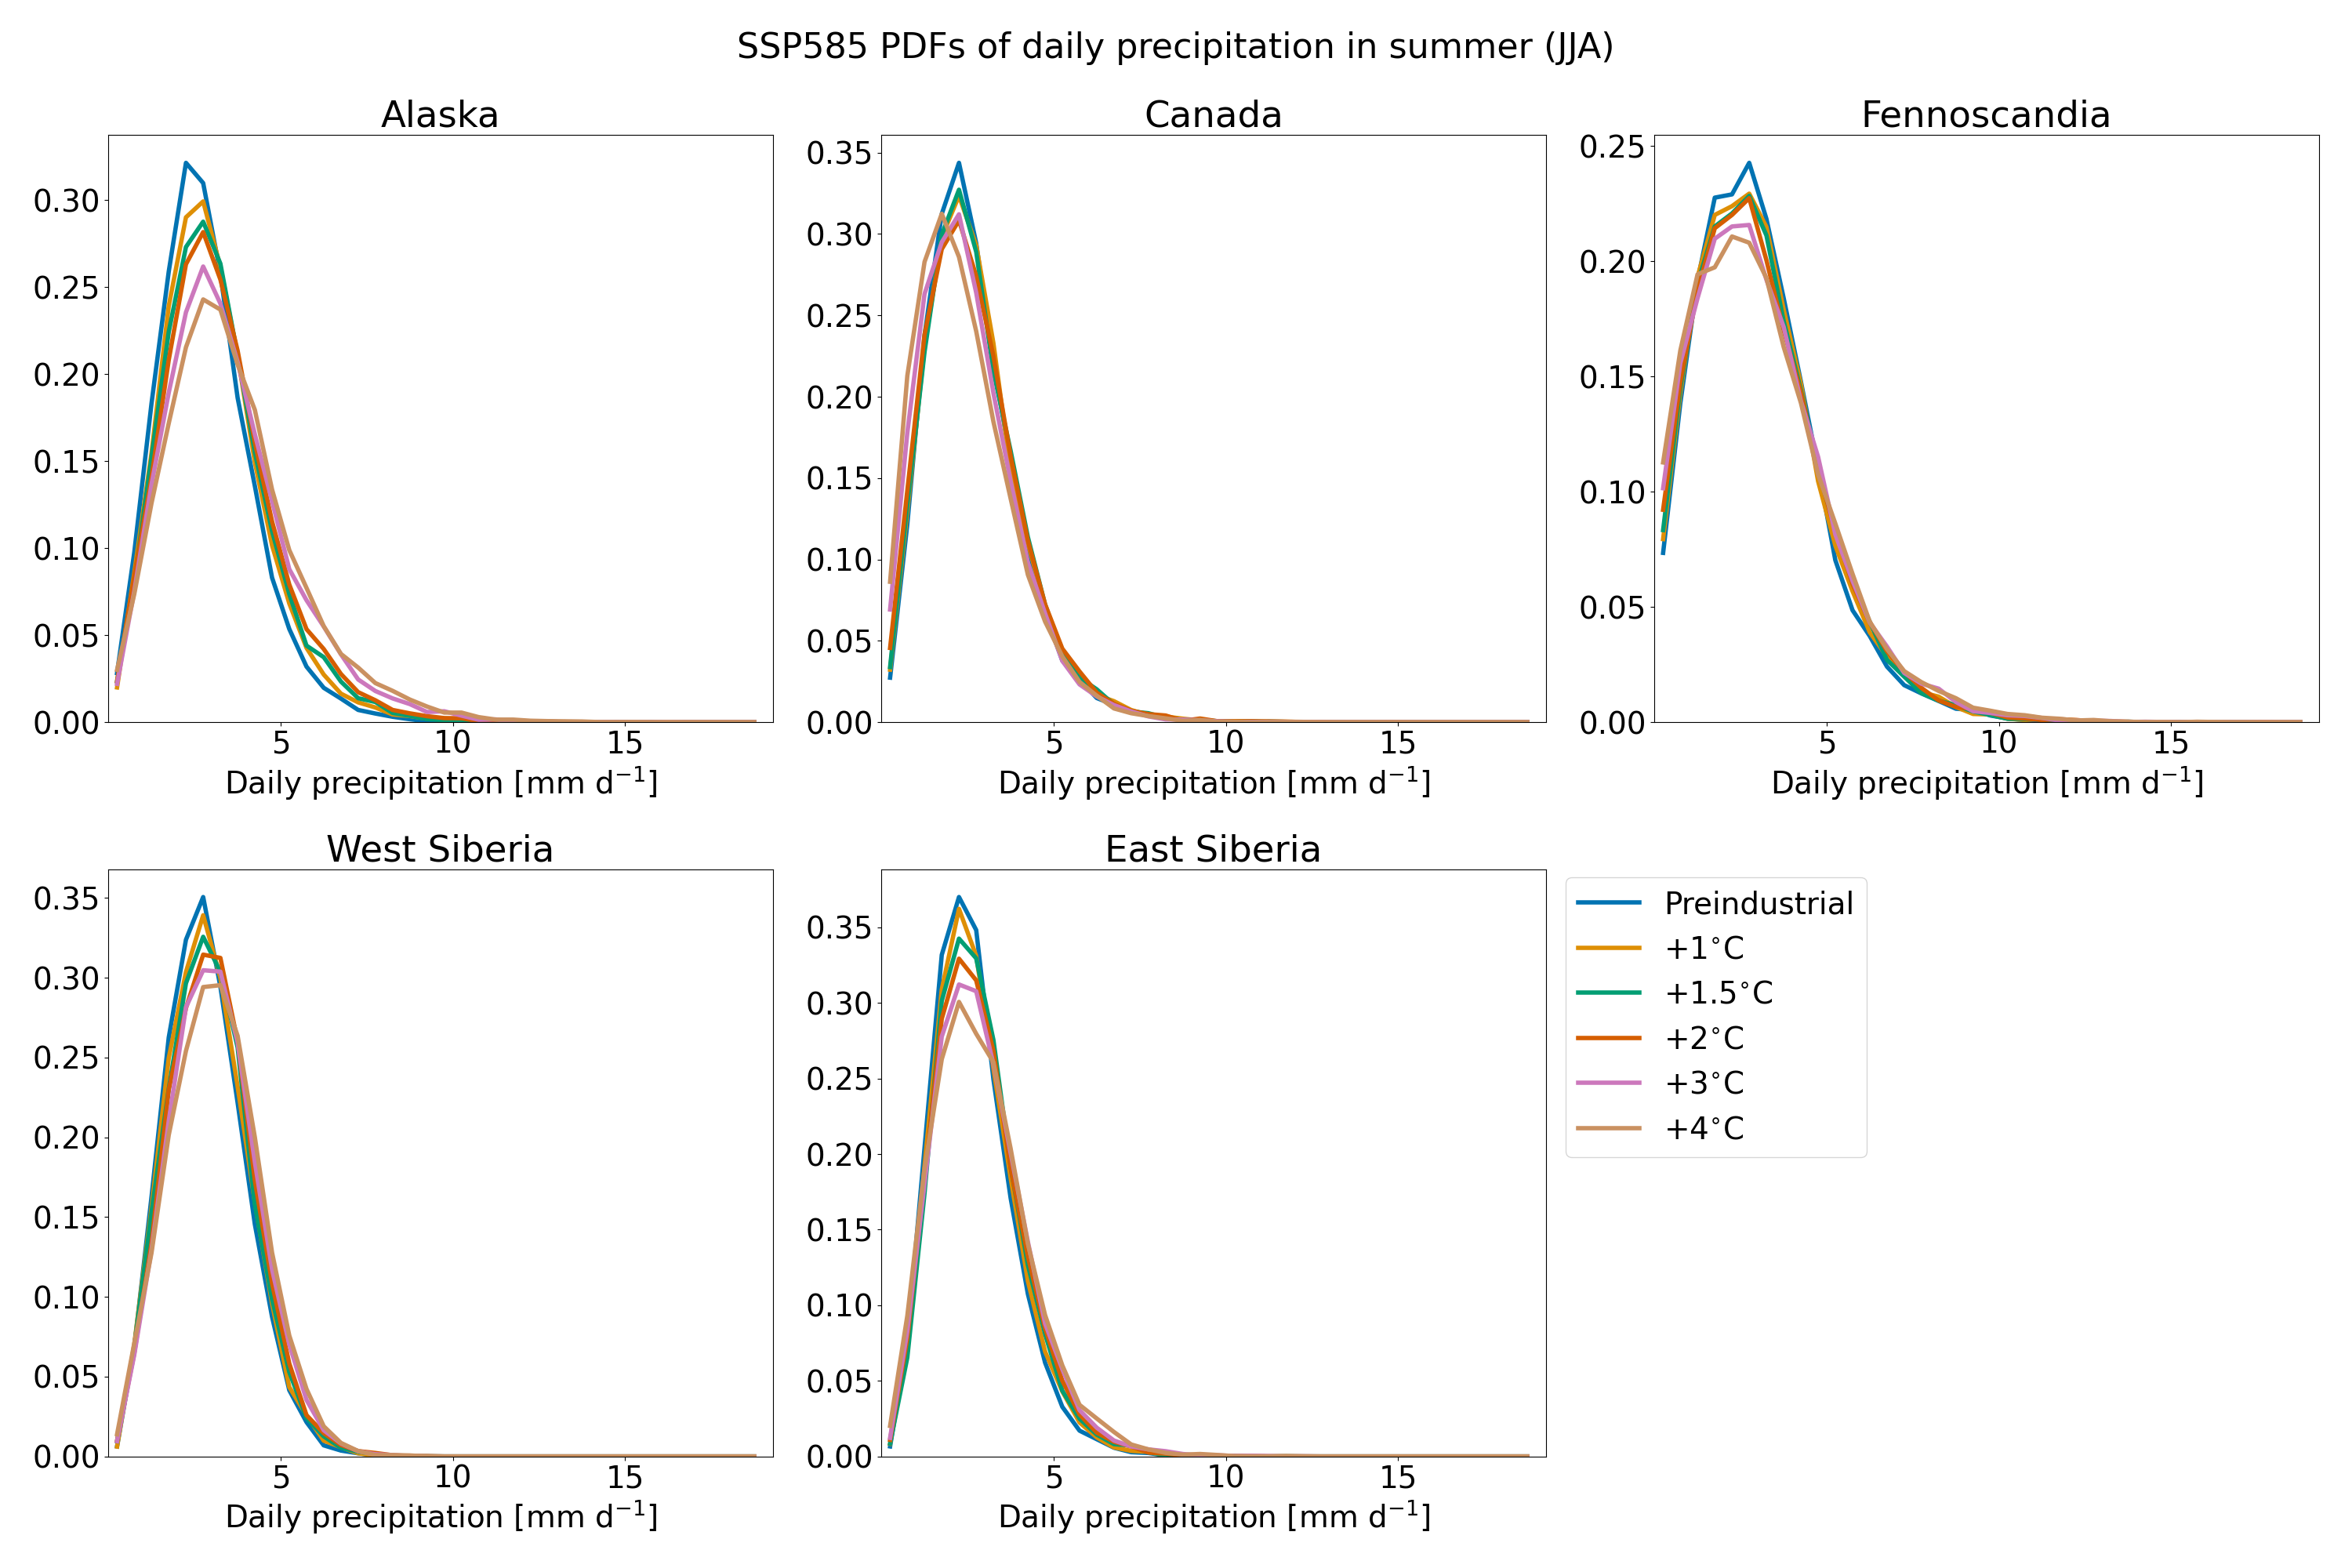 SSP585 PDFs of daily precipitation in summer (JJA)
Alaska
0.30
0.25
0.20
0.15
0.10
0.05
0.00
5 10 15
Daily precipitation [mm d⁻¹]
Canada
0.35
0.30
0.25
0.20
0.15
0.10
0.05
0.00
5 10 15
Daily precipitation [mm d⁻¹]
Fennoscandia
0.25
0.20
0.15
0.10
0.05
0.00
5 10 15
Daily precipitation [mm d⁻¹]
West Siberia
0.35
0.30
0.25
0.20
0.15
0.10
0.05
0.00
5 10 15
Daily precipitation [mm d⁻¹]
East Siberia
0.35
0.30
0.25
0.20
0.15
0.10
0.05
0.00
5 10 15
Daily precipitation [mm d⁻¹]
Preindustrial
+1°C
+1.5°C
+2°C
+3°C
+4°C